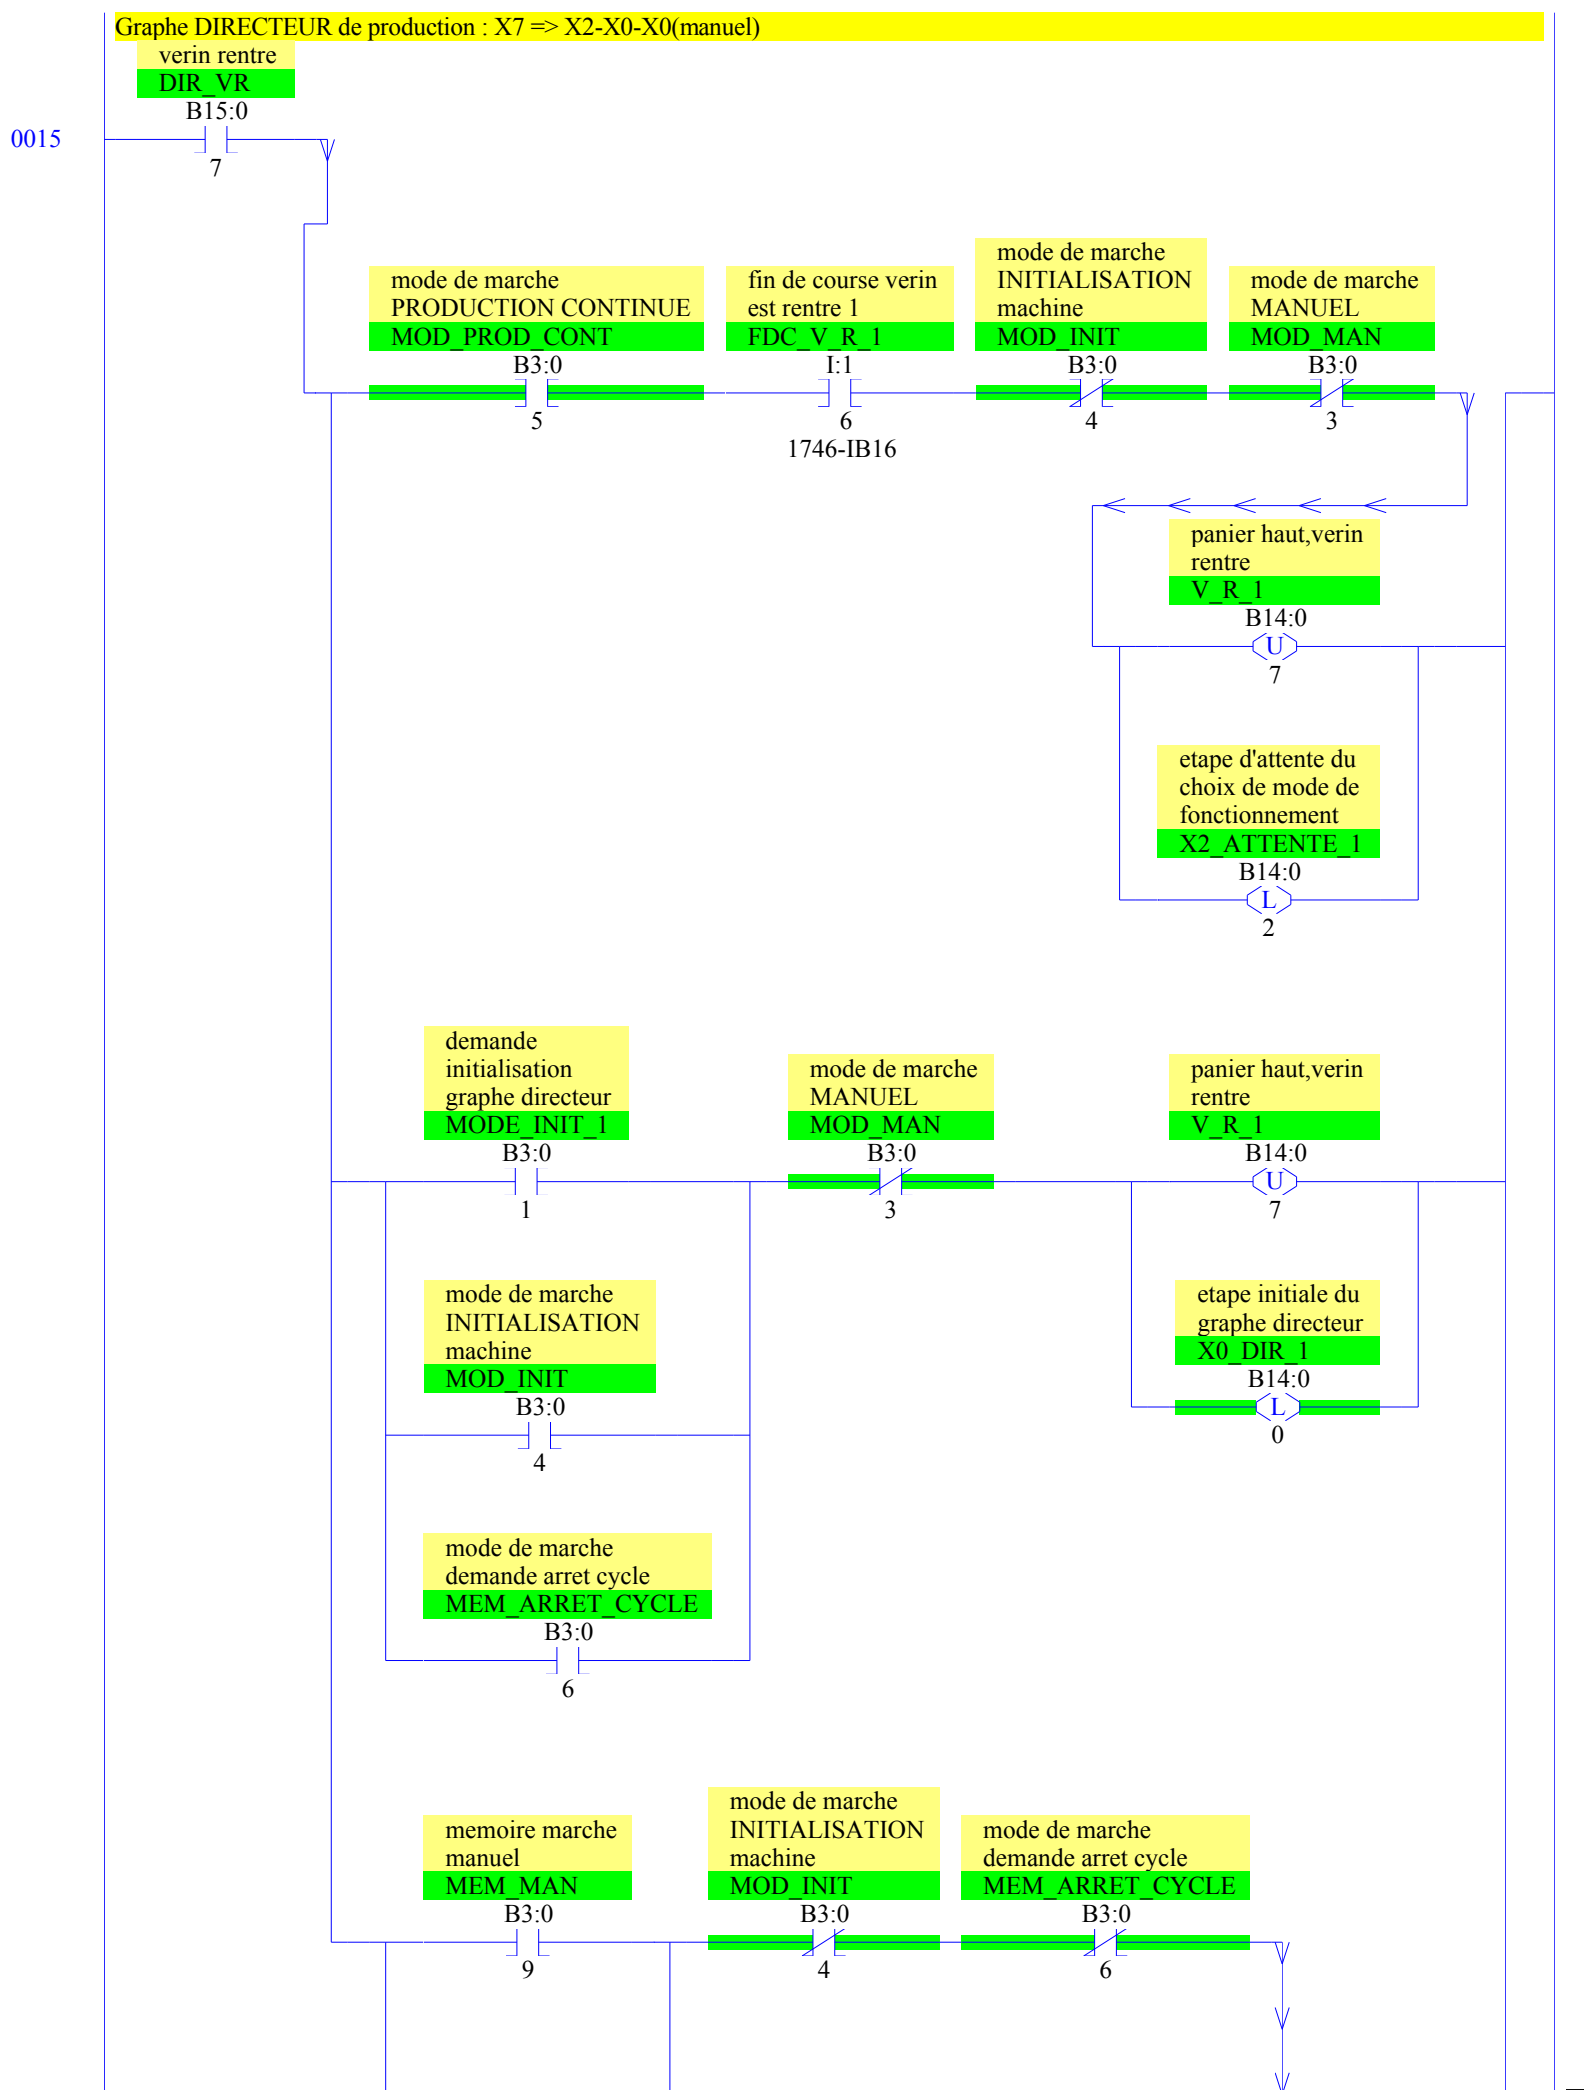 Graphe DIRECTEUR de production : X7 => X2-X0-X0(manuel)
verin rentre
DIR_VR
B15:0
0015
7
mode de marche
PRODUCTION CONTINUE
MOD_PROD_CONT
B3:0
5
fin de course verin
est rentre 1
FDC_V_R_1
I:1
6
1746-IB16
mode de marche
INITIALISATION
machine
MOD_INIT
B3:0
4
mode de marche
MANUEL
MOD_MAN
B3:0
3
panier haut,verin
rentre
V_R_1
B14:0
U
7
etape d'attente du
choix de mode de
fonctionnement
X2_ATTENTE_1
B14:0
L
2
demande
initialisation
graphe directeur
MODE_INIT_1
B3:0
1
mode de marche
MANUEL
MOD_MAN
B3:0
3
panier haut,verin
rentre
V_R_1
B14:0
U
7
mode de marche
INITIALISATION
machine
MOD_INIT
B3:0
4
etape initiale du
graphe directeur
X0_DIR_1
B14:0
L
0
mode de marche
demande arret cycle
MEM_ARRET_CYCLE
B3:0
6
memoire marche
manuel
MEM_MAN
B3:0
9
mode de marche
INITIALISATION
machine
MOD_INIT
B3:0
4
mode de marche
demande arret cycle
MEM_ARRET_CYCLE
B3:0
6